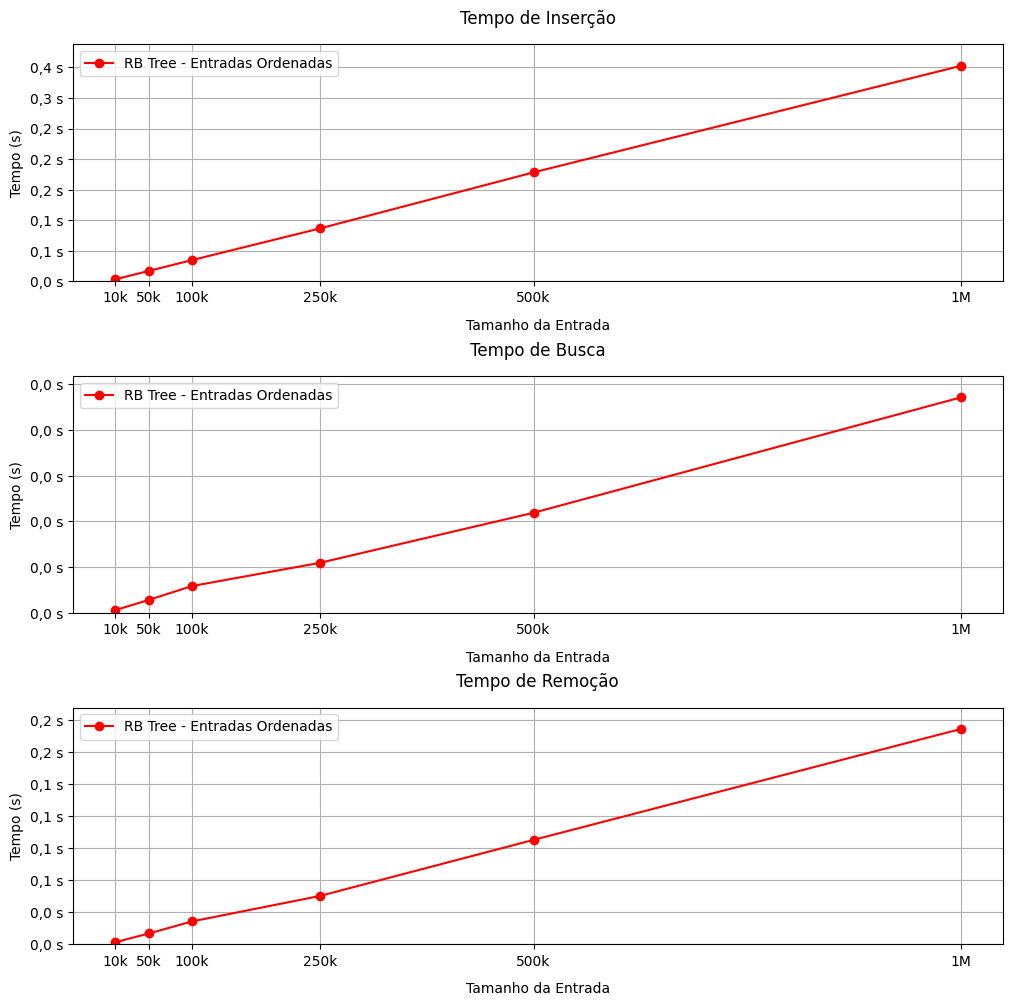 Tempo de Inserção
RB Tree - Entradas Ordenadas
Tempo (s)
0,4 s
0,3 s
0,2 s
0,2 s
0,2 s
0,1 s
0,1 s
0,0 s
10k 50k 100k 250k 500k 1M
Tamanho da Entrada
Tempo de Busca
RB Tree - Entradas Ordenadas
Tempo (s)
0,0 s
0,0 s
0,0 s
0,0 s
0,0 s
0,0 s
10k 50k 100k 250k 500k 1M
Tamanho da Entrada
Tempo de Remoção
RB Tree - Entradas Ordenadas
Tempo (s)
0,2 s
0,2 s
0,1 s
0,1 s
0,1 s
0,1 s
0,0 s
0,0 s
10k 50k 100k 250k 500k 1M
Tamanho da Entrada